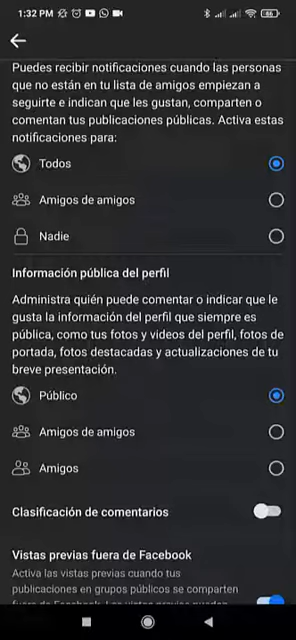 1:32 PM
66
Puedes recibir notificaciones cuando las personas
que no están en tu lista de amigos empiezan a
seguirte e indican que les gustan, comparten o
comentan tus publicaciones públicas. Activa estas
notificaciones para:
Todos
Amigos de amigos
Nadie
Información pública del perfil
Administra quién puede comentar o indicar que le
gusta la información del perfil que siempre es
pública, como tus fotos y videos del perfil, fotos de
portada, fotos destacadas y actualizaciones de tu
breve presentación.
Público
Amigos de amigos
Amigos
Clasificación de comentarios
Vistas previas fuera de Facebook
Activa las vistas previas cuando tus
publicaciones en grupos públicos se comparten
fuera de Facebook. Los vistas previas pueden